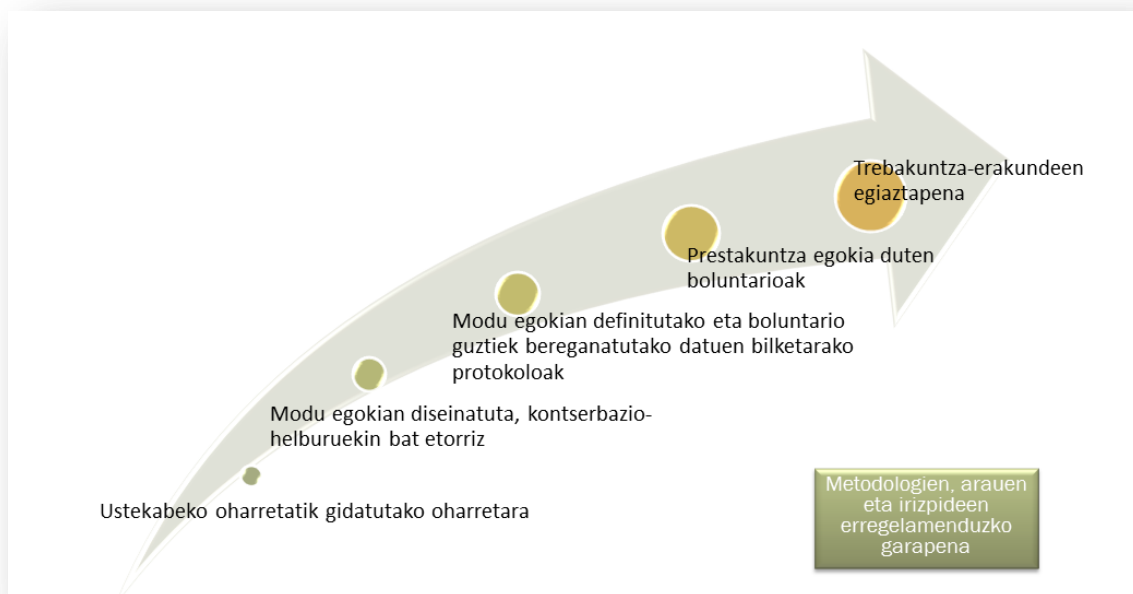 Trebakuntza-erakundeen
egiaztapena
Prestakuntza egokia duten
boluntarioak
Modu egokian definitutako eta boluntario
guztiek bereganatutako datuen bilketarako
protokoloak
Modu egokian diseinatuta, kontserbazio-
helburuekin bat etorriz
Ustekabeko oharretatik gidatutako oharretara
Metodologien, arauen
eta irizpideen
erregelamenduzko
garapena